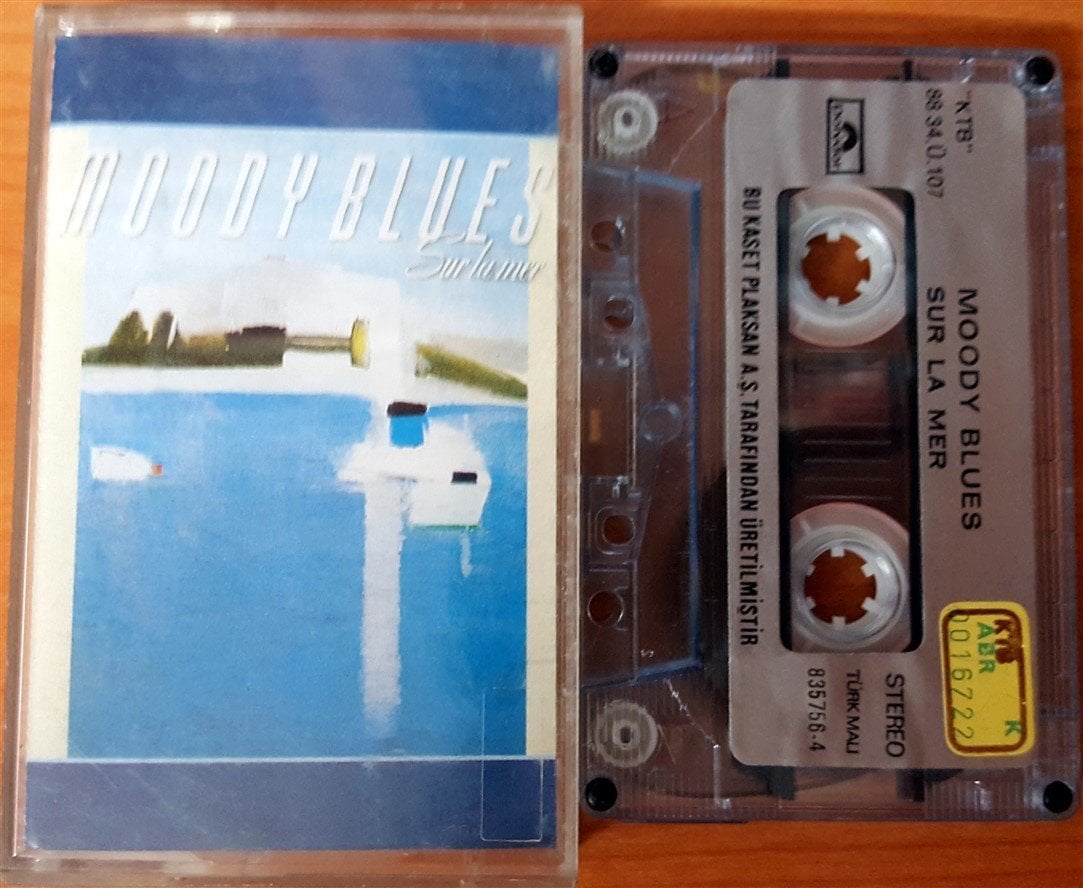 MOODY BLUES
Sur la mer
"KTB"
88.34.Ü.107
POLYDOR
MOODY BLUES
SUR LA MER
BU KASET PLAKSAN A.Ş. TARAFINDAN ÜRETİLMİŞTİR
STEREO
TÜRK MALI
835756-4
KTB K
ABR
0016722